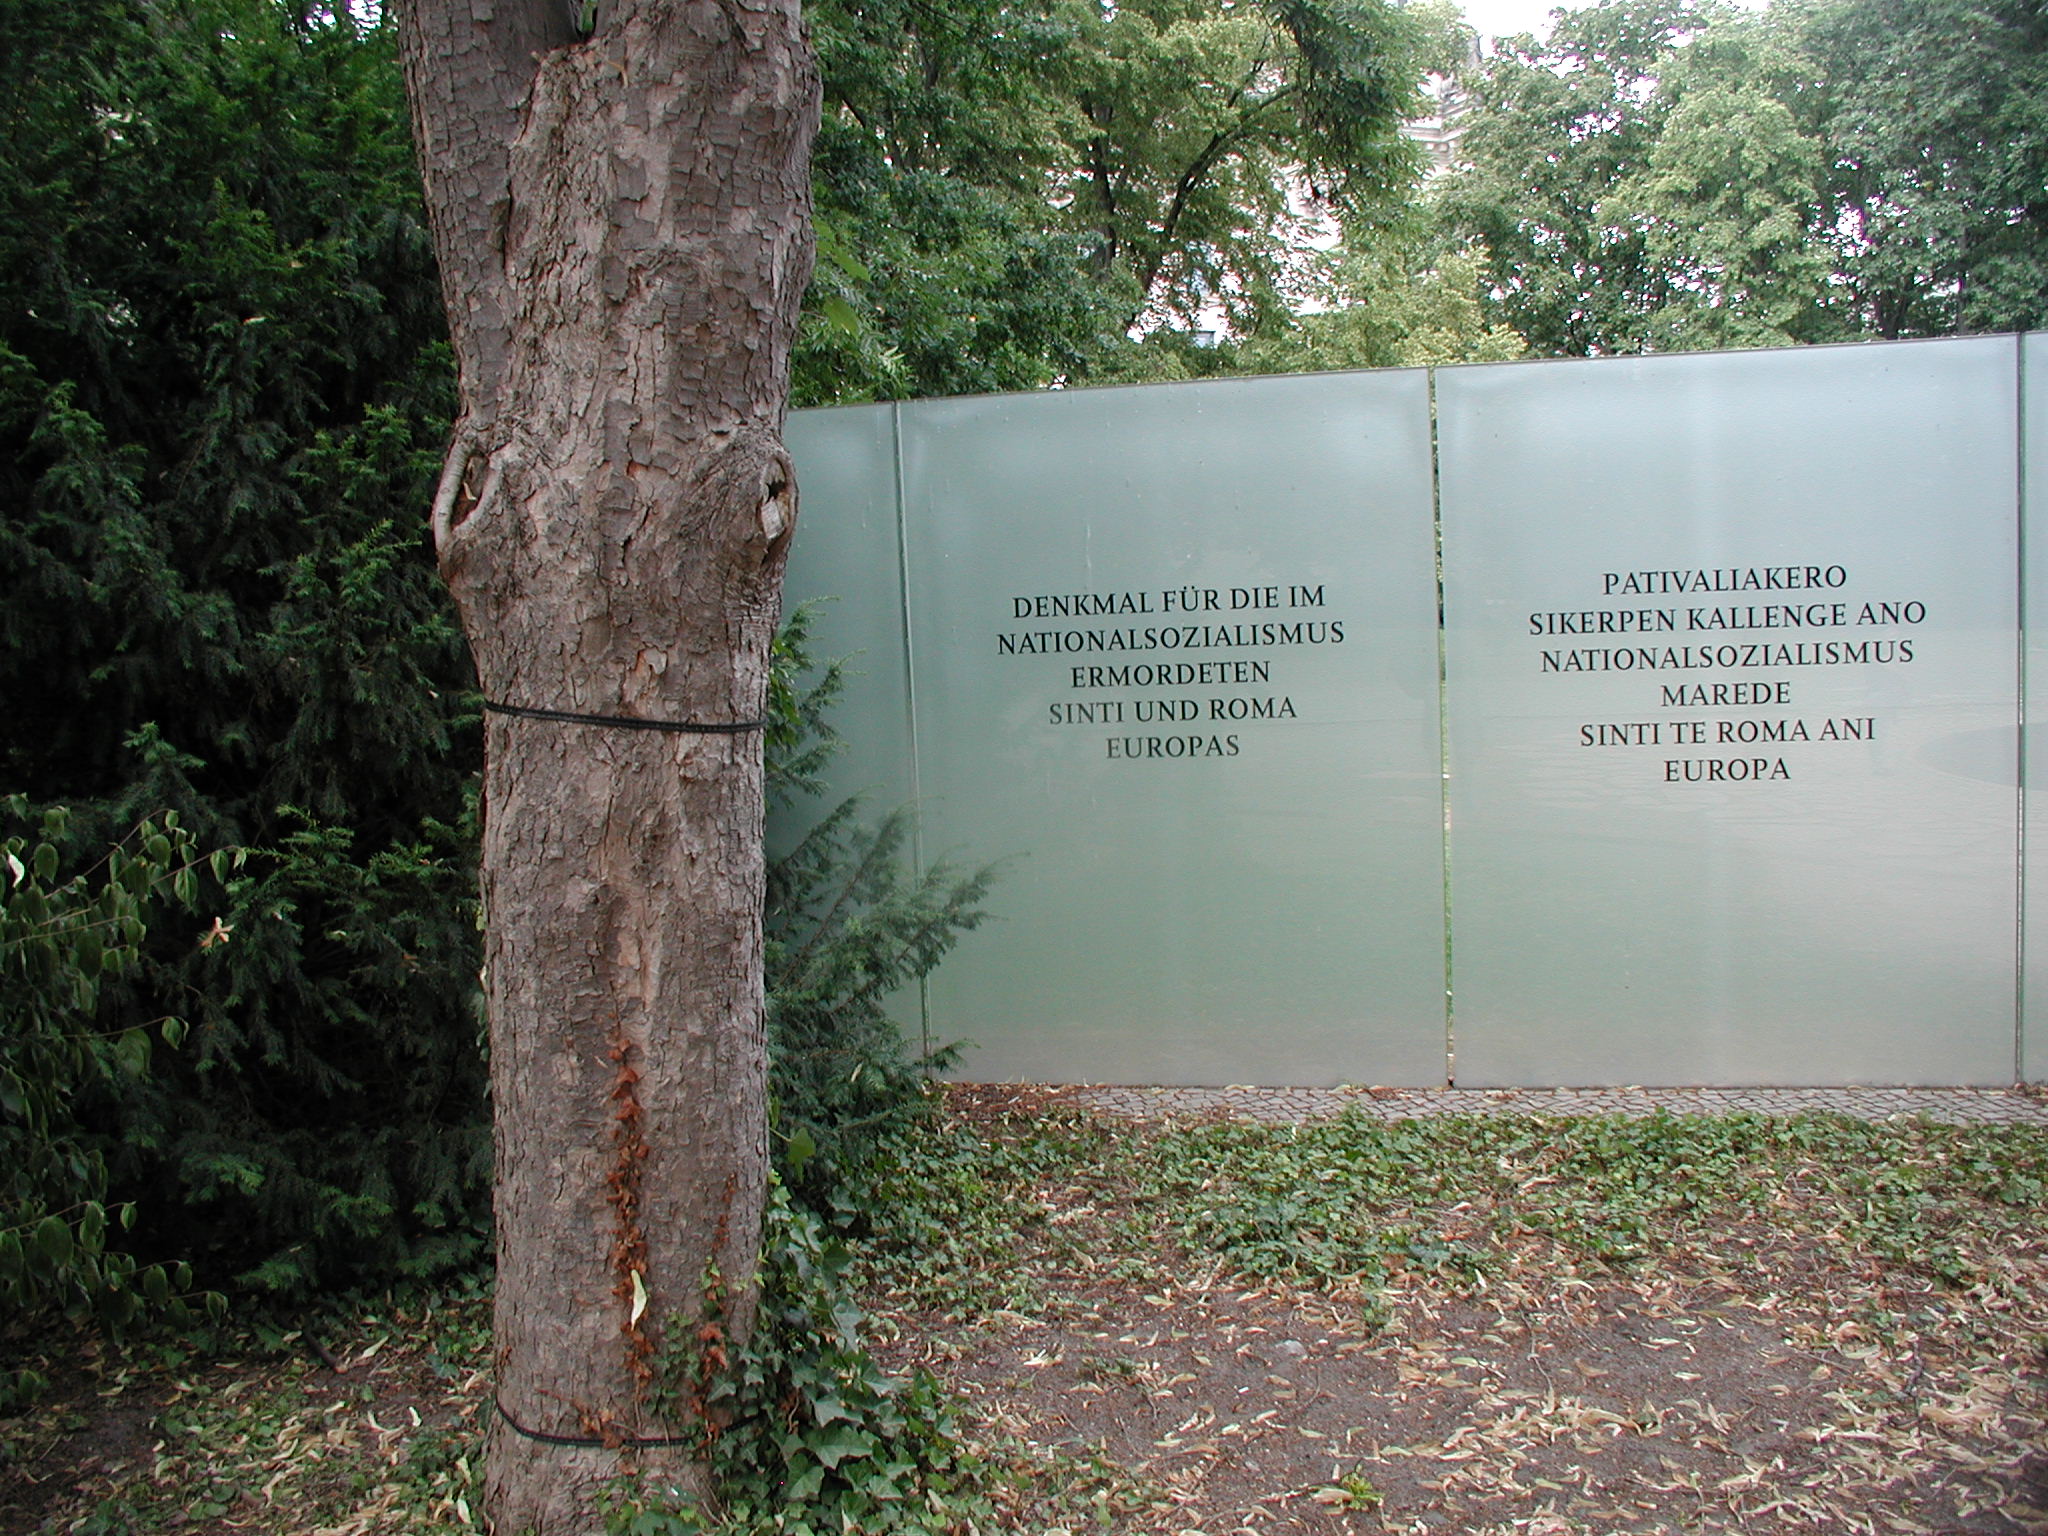 DENKMAL FÜR DIE IM
NATIONALSOZIALISMUS
ERMORDETEN
SINTI UND ROMA
EUROPAS
PATIVALIAKERO
SIKERPEN KALLENGE ANO
NATIONALSOZIALISMUS
MAREDE
SINTI TE ROMA ANI
EUROPA